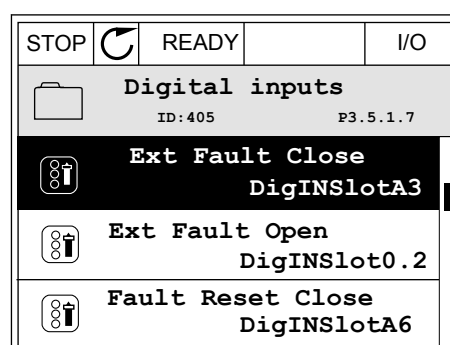 STOP READY I/O
Digital inputs
ID:405 P3.5.1.7
Ext Fault Close
DigINSlotA3
Ext Fault Open
DigINSlot0.2
Fault Reset Close
DigINSlotA6